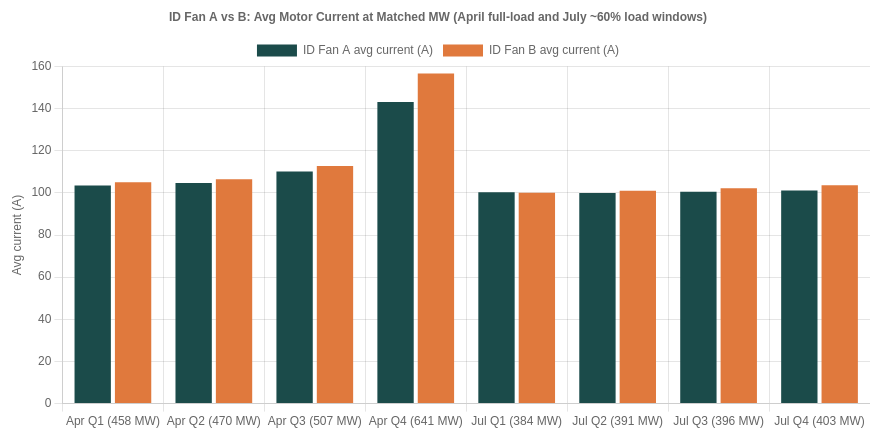 ID Fan A vs B: Avg Motor Current at Matched MW (April full-load and July ~60% load windows)
ID Fan A avg current (A) ID Fan B avg current (A)
Avg current (A)
160
140
120
100
80
60
40
20
0
Apr Q1 (458 MW) Apr Q2 (470 MW) Apr Q3 (507 MW) Apr Q4 (641 MW) Jul Q1 (384 MW) Jul Q2 (391 MW) Jul Q3 (396 MW) Jul Q4 (403 MW)